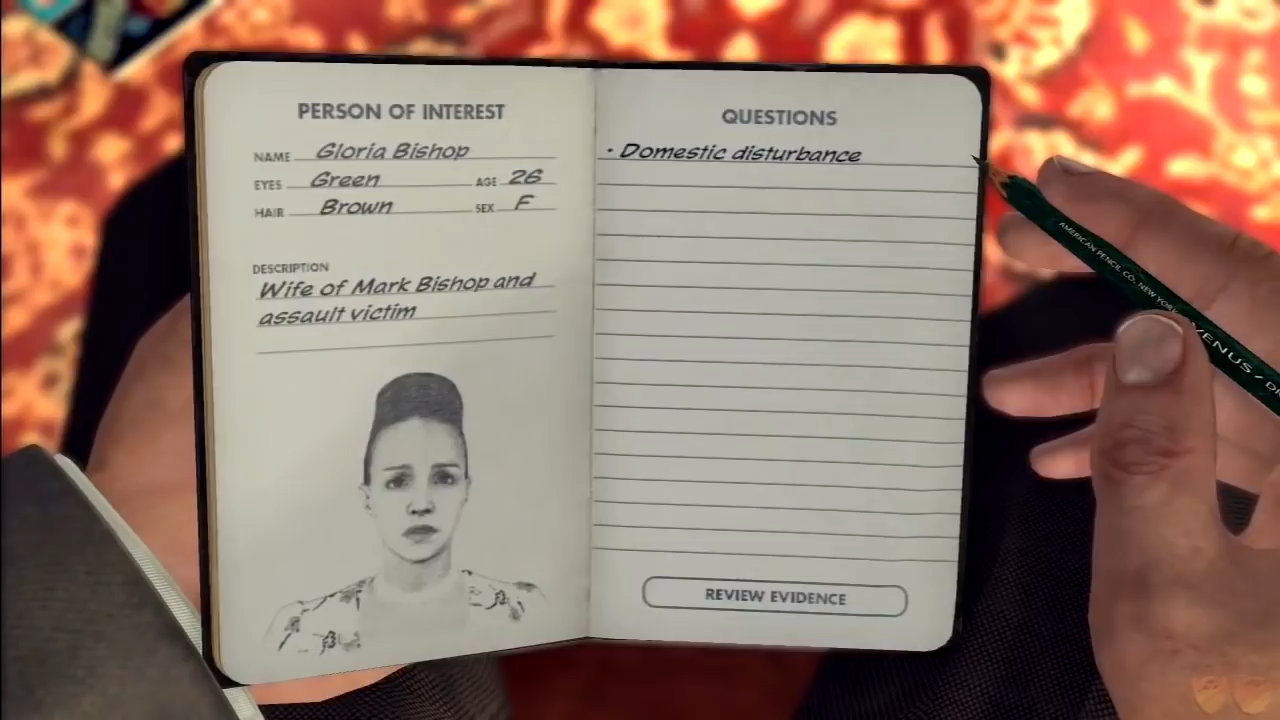 PERSON OF INTEREST
NAME Gloria Bishop
EYES Green AGE 26
HAIR Brown SEX F
DESCRIPTION
Wife of Mark Bishop and
assault victim
QUESTIONS
• Domestic disturbance
REVIEW EVIDENCE
AMERICAN PENCIL CO. NEW YORK
VENUS / DR